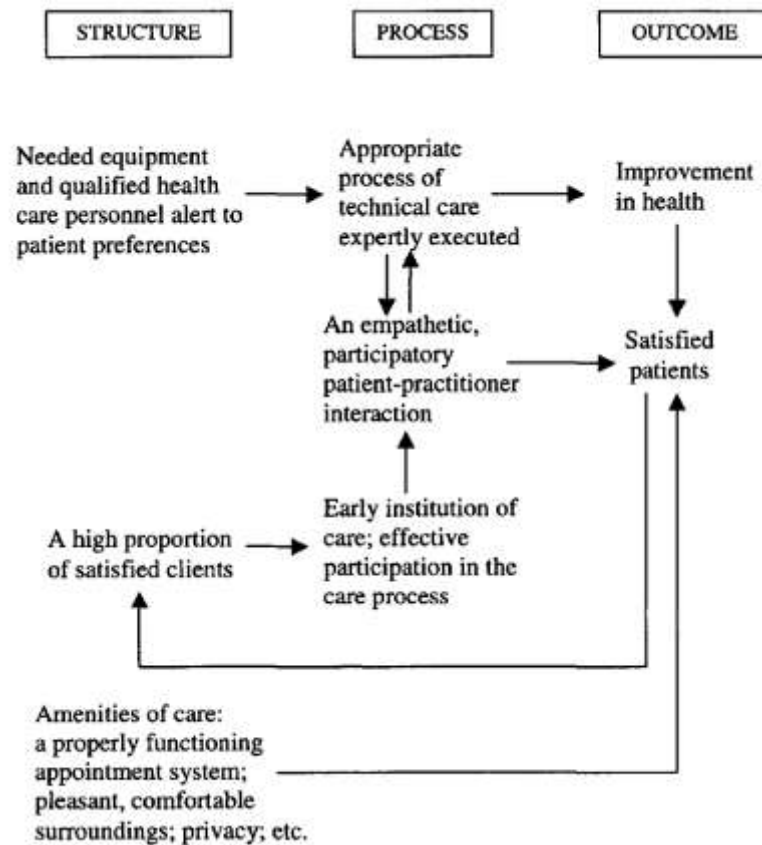 STRUCTURE
PROCESS
OUTCOME
Needed equipment
and qualified health
care personnel alert to
patient preferences
Appropriate
process of
technical care
expertly executed
Improvement
in health
An empathetic,
participatory
patient-practitioner
interaction
Satisfied
patients
A high proportion
of satisfied clients
Early institution of
care; effective
participation in the
care process
Amenities of care:
a properly functioning
appointment system;
pleasant, comfortable
surroundings; privacy; etc.